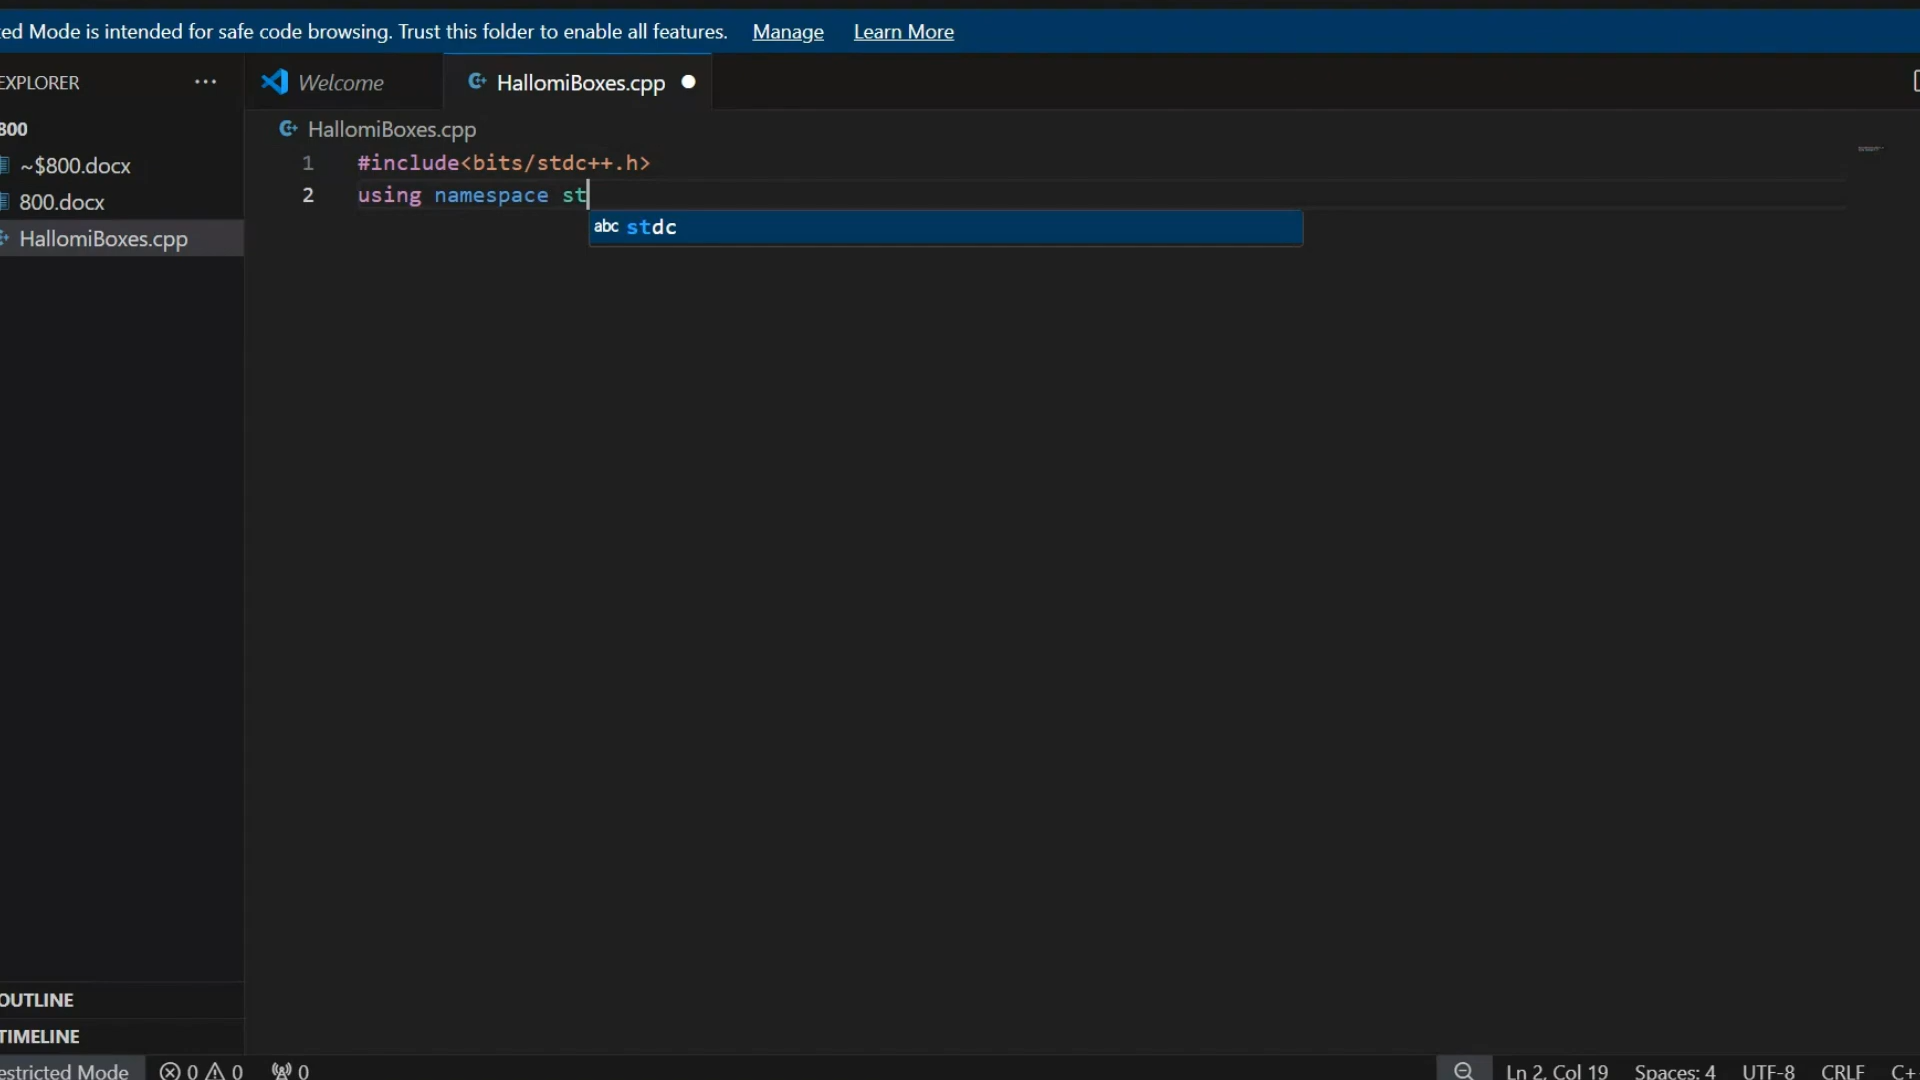 ed Mode is intended for safe code browsing. Trust this folder to enable all features. Manage Learn More
EXPLORER
Welcome
HallomiBoxes.cpp
800
~$800.docx
800.docx
HallomiBoxes.cpp
HallomiBoxes.cpp
1 #include<bits/stdc++.h>
2 using namespace st
abc stdc
OUTLINE
TIMELINE
estricted Mode 0 0 0
Ln 2, Col 19 Spaces: 4 UTF-8 CRLF C+